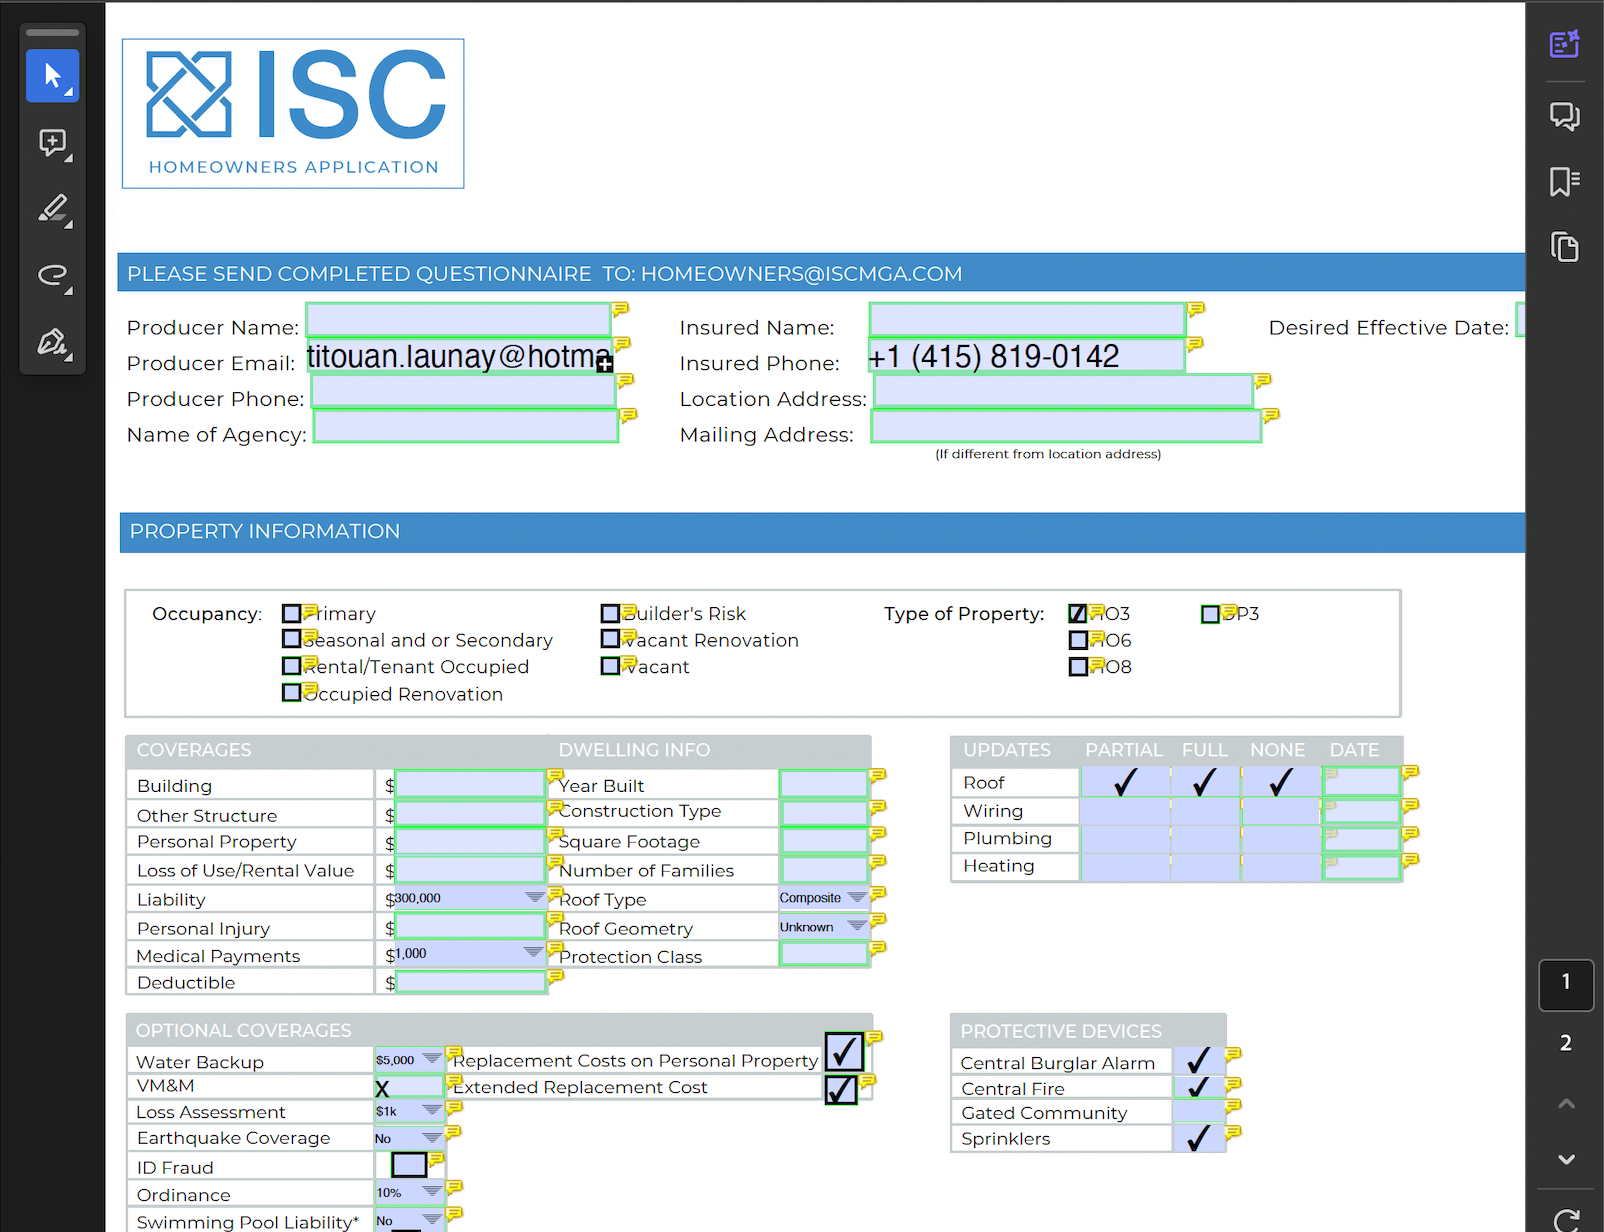 ISC
HOMEOWNERS APPLICATION
PLEASE SEND COMPLETED QUESTIONNAIRE TO: HOMEOWNERS@ISCMGA.COM
Producer Name:
Insured Name:
Desired Effective Date:
Producer Email: titouan.launay@hotma
Insured Phone: +1 (415) 819-0142
Producer Phone:
Location Address:
Name of Agency:
Mailing Address:
(If different from location address)
PROPERTY INFORMATION
Occupancy:
Primary
Seasonal and or Secondary
Rental/Tenant Occupied
Occupied Renovation
Builder's Risk
Vacant Renovation
Vacant
Type of Property:
HO3
HO6
HO8
DP3
COVERAGES
Building $
Other Structure $
Personal Property $
Loss of Use/Rental Value $
Liability $300,000
Personal Injury $
Medical Payments $1,000
Deductible $
DWELLING INFO
Year Built
Construction Type
Square Footage
Number of Families
Roof Type Composite
Roof Geometry Unknown
Protection Class
UPDATES PARTIAL FULL NONE DATE
Roof ✓ ✓ ✓
Wiring
Plumbing
Heating
OPTIONAL COVERAGES
Water Backup $5,000
VM&M X
Loss Assessment $1k
Earthquake Coverage No
ID Fraud
Ordinance 10%
Swimming Pool Liability* No
Replacement Costs on Personal Property ✓
Extended Replacement Cost ✓
PROTECTIVE DEVICES
Central Burglar Alarm ✓
Central Fire ✓
Gated Community
Sprinklers ✓
1
2